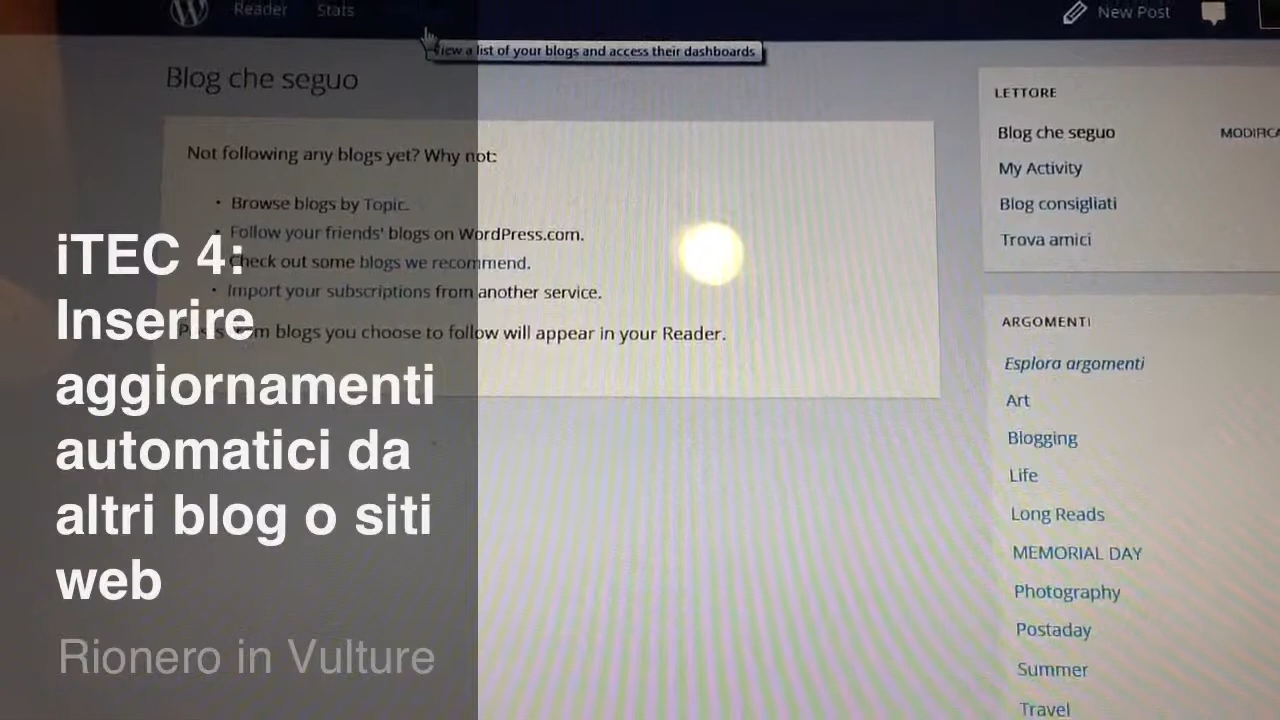 Reader Stats
New Post
View a list of your blogs and access their dashboards
Blog che seguo
Not following any blogs yet? Why not:
• Browse blogs by Topic.
• Follow your friends' blogs on WordPress.com.
• Check out some blogs we recommend.
• Import your subscriptions from another service.
Posts from blogs you choose to follow will appear in your Reader.
LETTORE
Blog che seguo
My Activity
Blog consigliati
Trova amici
ARGOMENTI
Esplora argomenti
Art
Blogging
Life
Long Reads
MEMORIAL DAY
Photography
Postaday
Summer
Travel
iTEC 4:
Inserire
aggiornamenti
automatici da
altri blog o siti
web
Rionero in Vulture